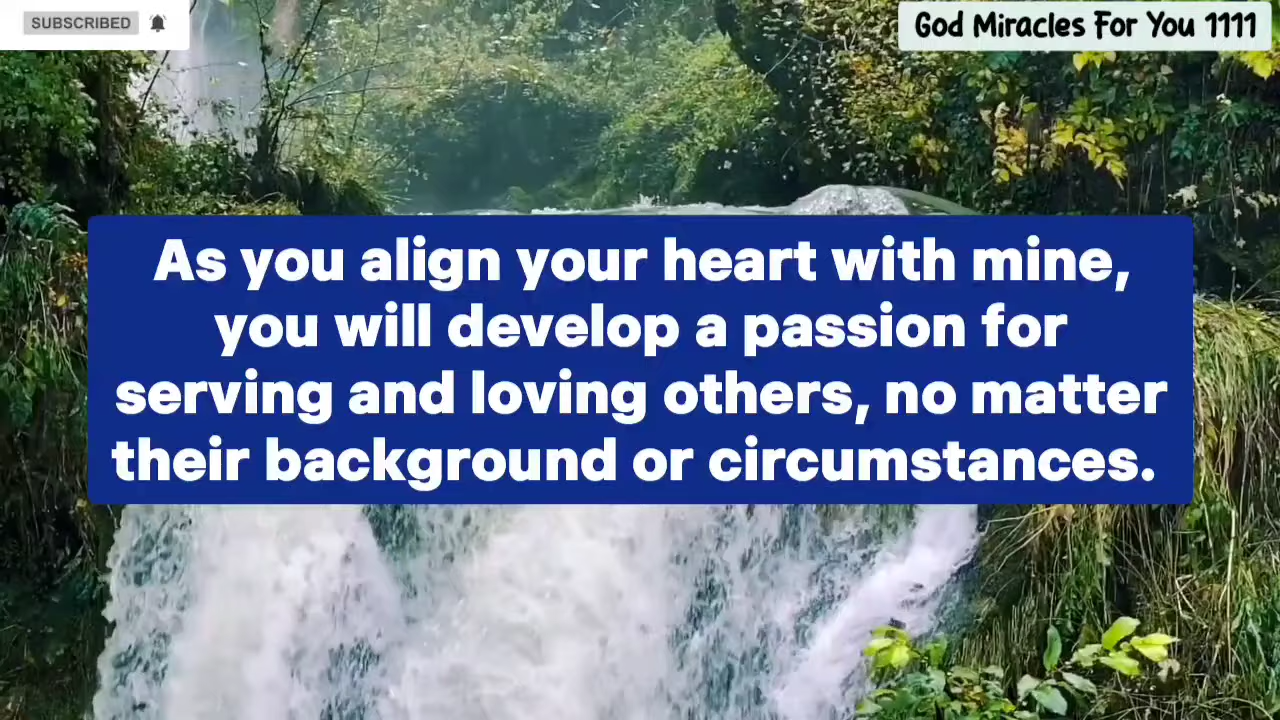 SUBSCRIBED
God Miracles For You 1111
As you align your heart with mine,
you will develop a passion for
serving and loving others, no matter
their background or circumstances.